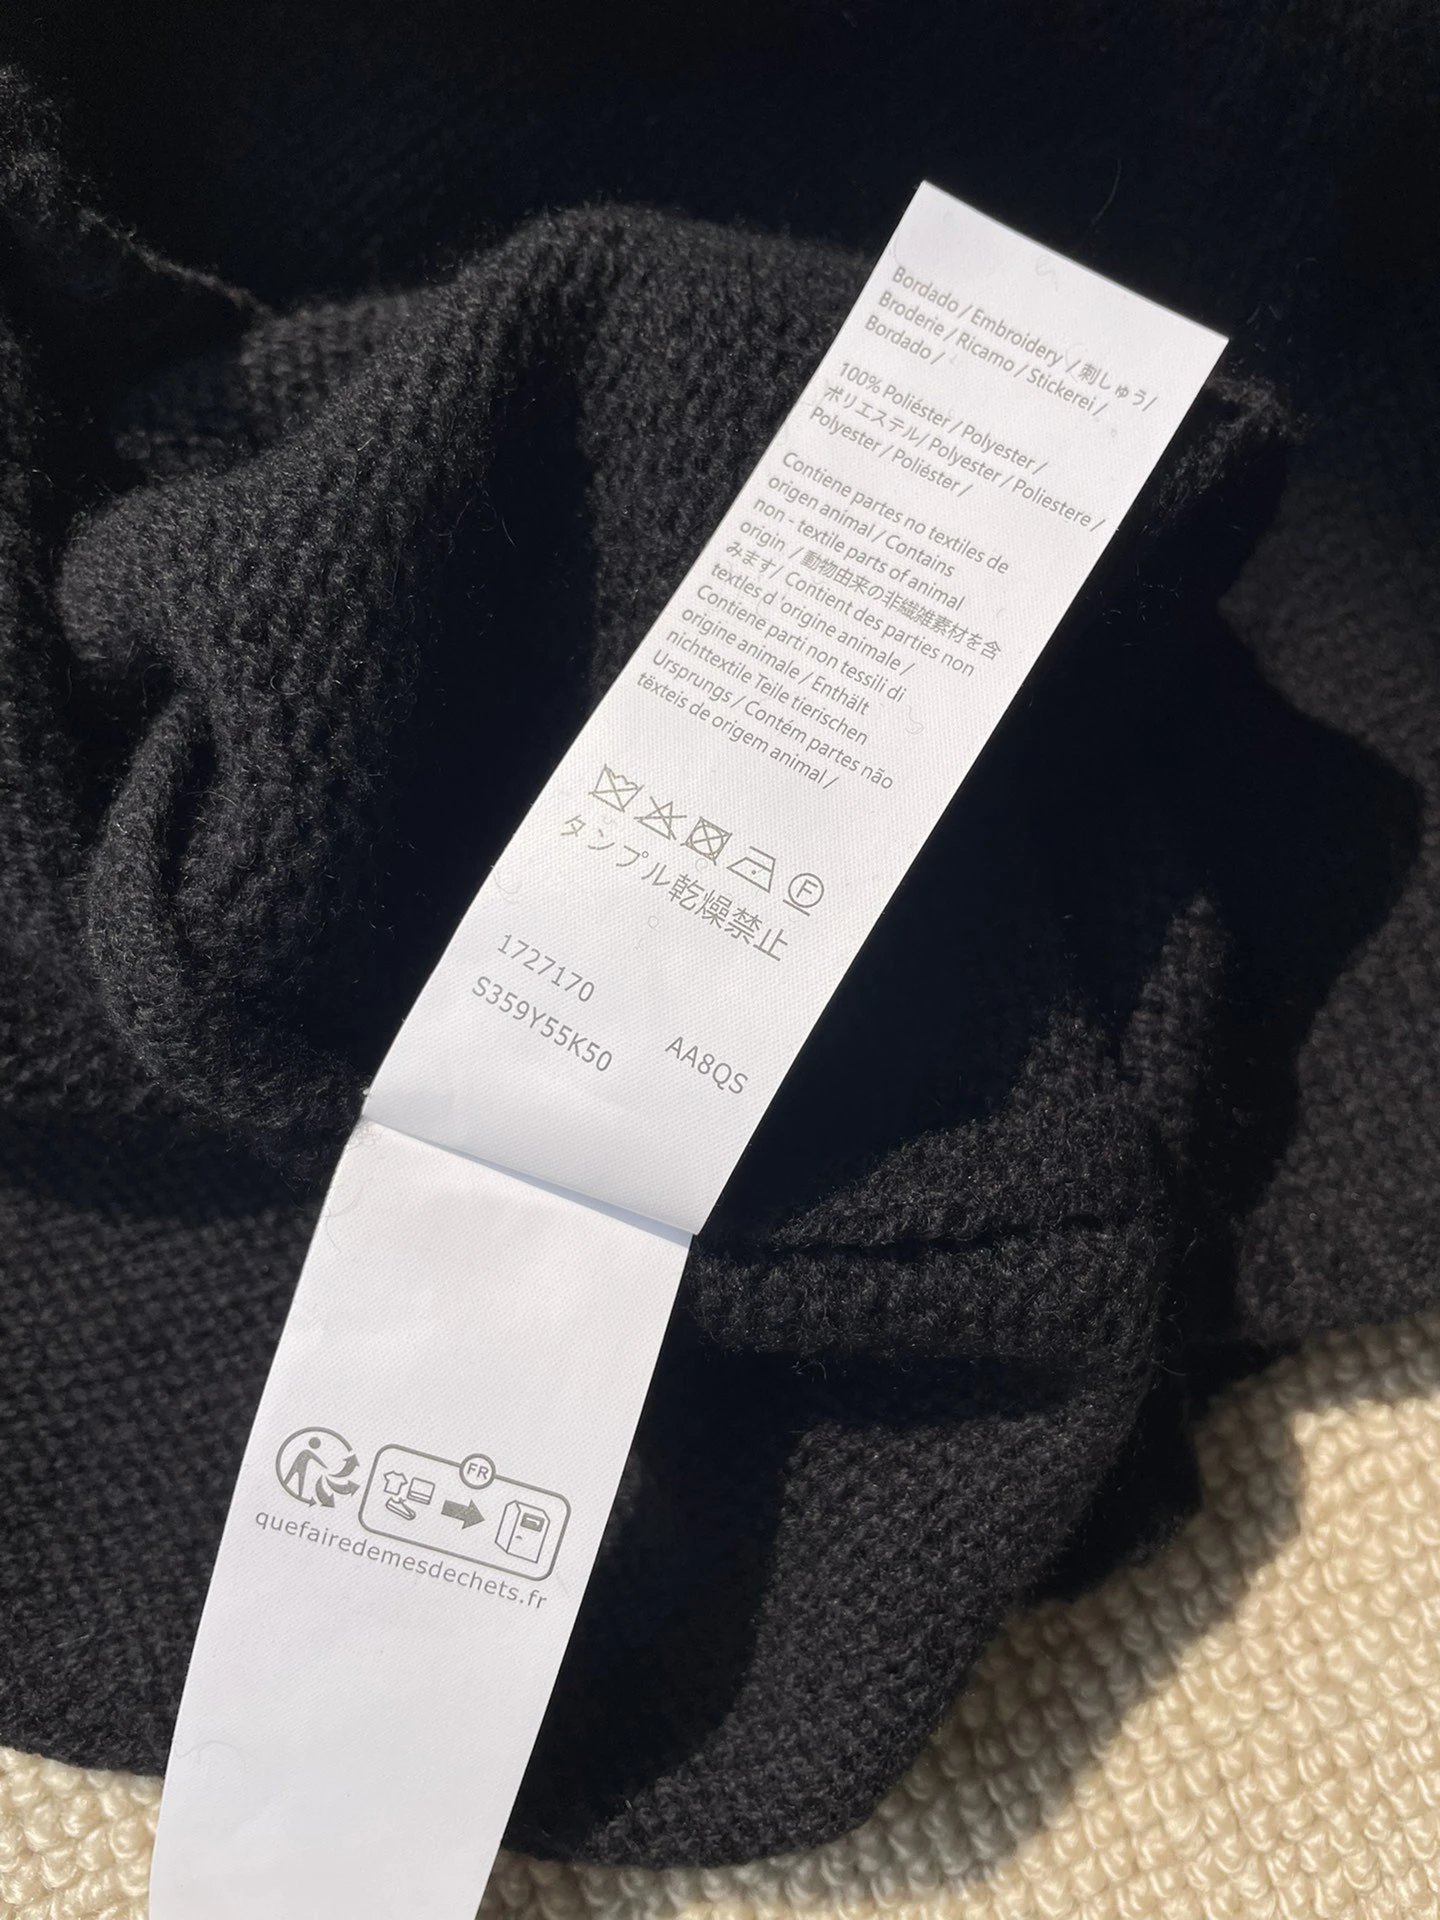 Bordado / Embroidery / 刺しゅう/
Broderie / Ricamo / Stickerei /
Bordado /
100% Poliéster / Polyester /
ポリエステル/ Polyester / Poliestere /
Polyester / Poliéster /
Contiene partes no textiles de
origen animal / Contains
non - textile parts of animal
origin / 動物由来の非繊維素材を含
みます/ Contient des parties non
textles d 'origine animale /
Contiene parti non tessili di
origine animale / Enthält
nichttextile Teile tierischen
Ursprungs / Contém partes não
tëxteis de origem animal /
F
タンプル乾燥禁止
1727170
S359Y55K50 AA8QS
FR
quefairedemesdechets.fr